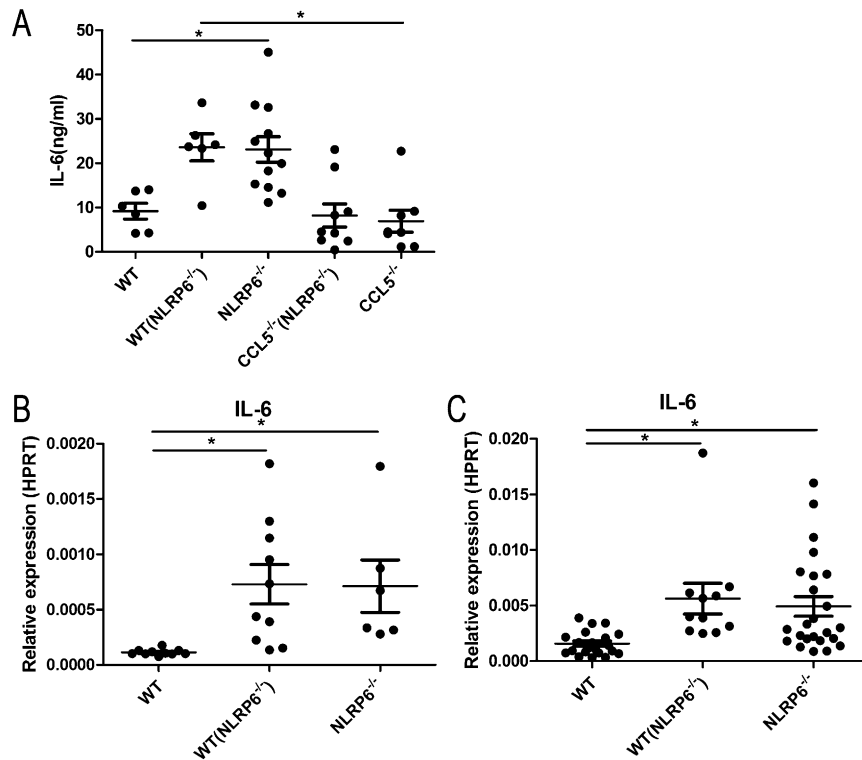 A
*
*
50
40
30
20
10
0
IL-6(ng/ml)
WT
WT(NLRP6-/-)
NLRP6-/-
CCL5-/-(NLRP6-/-)
CCL5-/-
B
IL-6
*
*
0.0020
0.0015
0.0010
0.0005
0.0000
Relative expression (HPRT)
WT
WT(NLRP6-/-)
NLRP6-/-
C
IL-6
*
*
0.020
0.015
0.010
0.005
0.000
Relative expression (HPRT)
WT
WT(NLRP6-/-)
NLRP6-/-